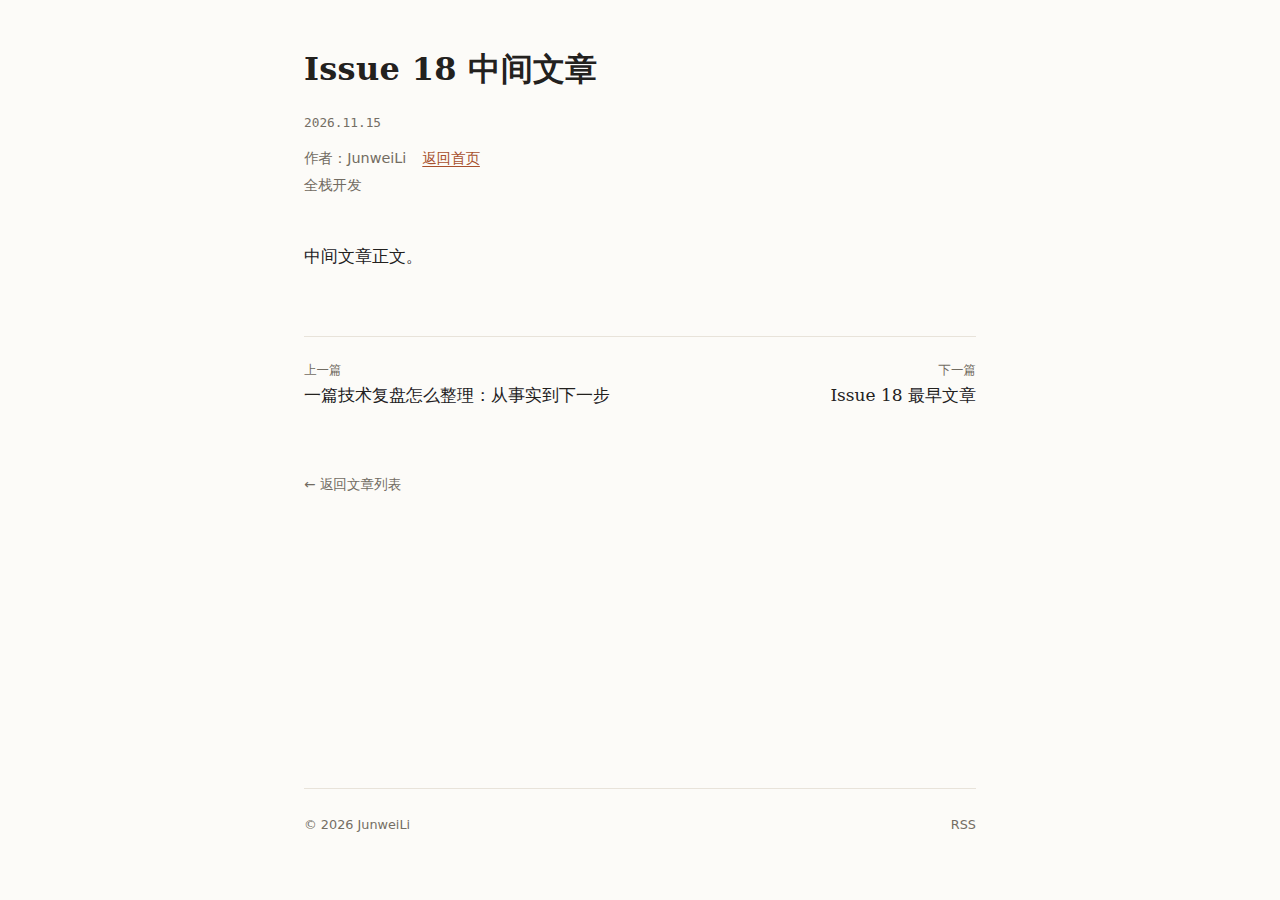 Issue 18 中间文章
2026.11.15
作者：JunweiLi 返回首页
全栈开发
中间文章正文。
上一篇
一篇技术复盘怎么整理：从事实到下一步
下一篇
Issue 18 最早文章
← 返回文章列表
© 2026 JunweiLi
RSS